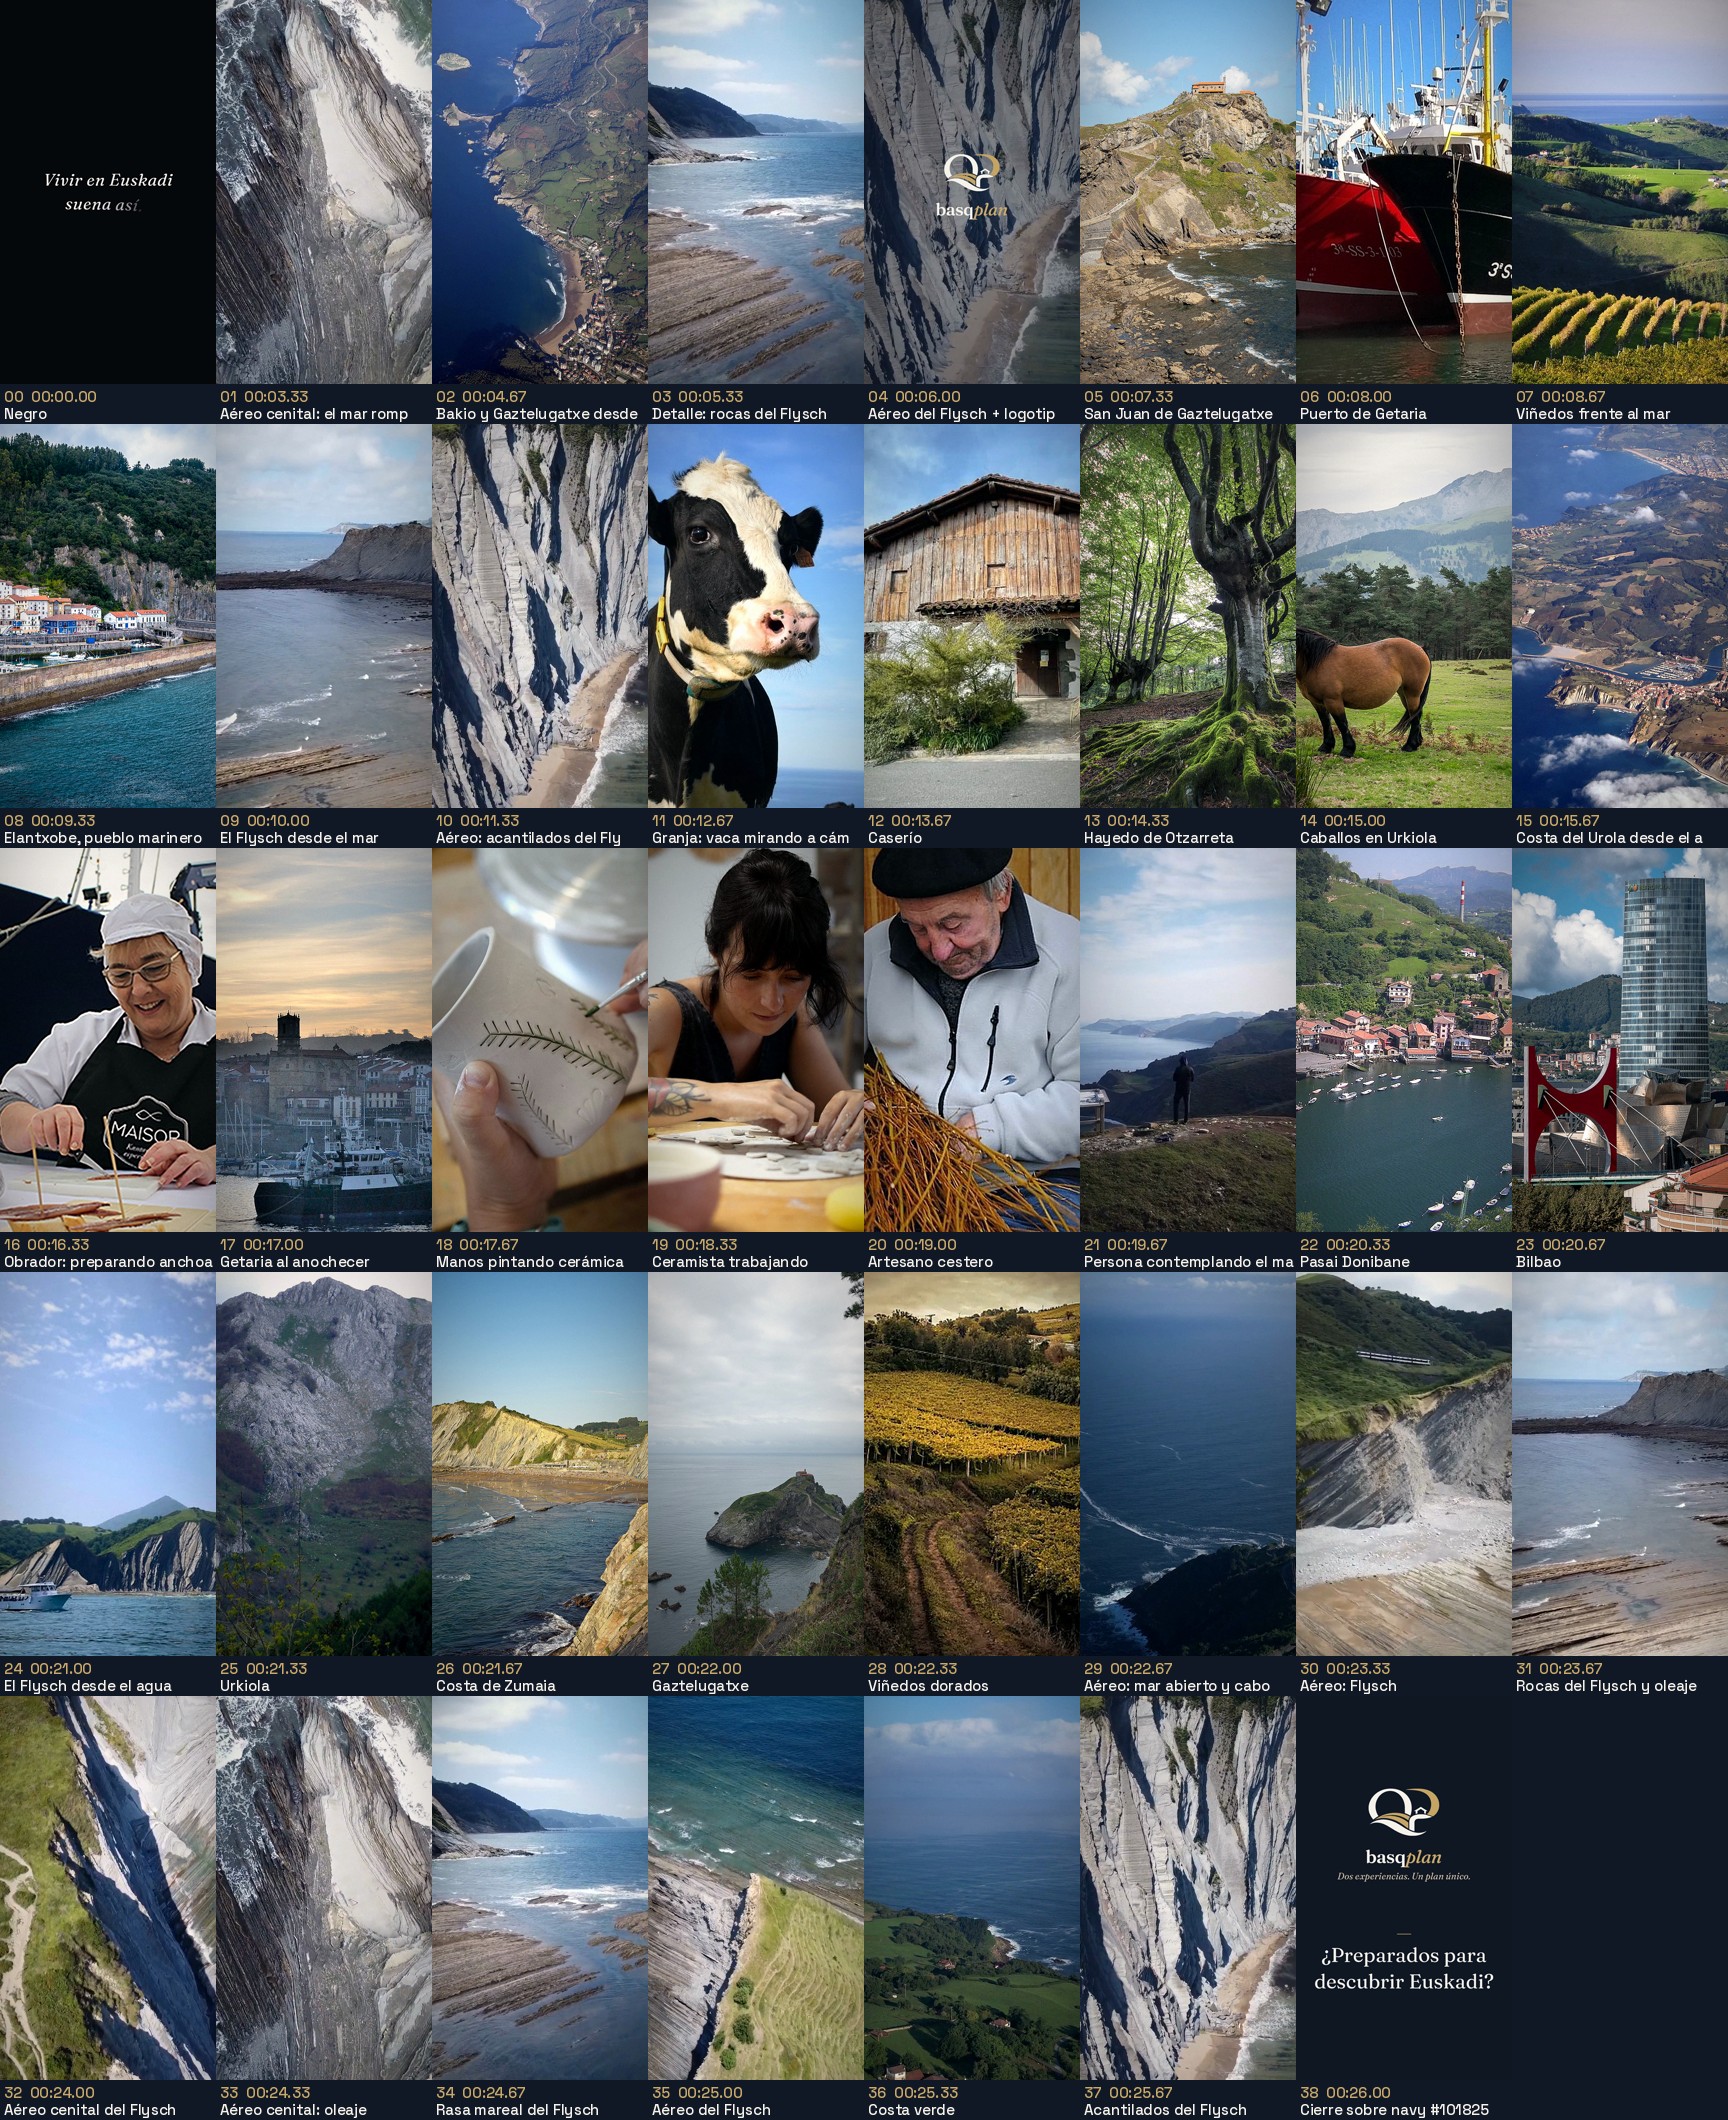 Vivir en Euskadi
suena así.
basqplan
3ª-SS-3-1-03
3ªS
00 00:00.00
Negro
01 00:03.33
Aéreo cenital: el mar romp
02 00:04.67
Bakio y Gaztelugatxe desde
03 00:05.33
Detalle: rocas del Flysch
04 00:06.00
Aéreo del Flysch + logotip
05 00:07.33
San Juan de Gaztelugatxe
06 00:08.00
Puerto de Getaria
07 00:08.67
Viñedos frente al mar
08 00:09.33
Elantxobe, pueblo marinero
09 00:10.00
El Flysch desde el mar
10 00:11.33
Aéreo: acantilados del Fly
11 00:12.67
Granja: vaca mirando a cám
12 00:13.67
Caserío
13 00:14.33
Hayedo de Otzarreta
14 00:15.00
Caballos en Urkiola
15 00:15.67
Costa del Urola desde el a
MAISOR
16 00:16.33
Obrador: preparando anchoa
17 00:17.00
Getaria al anochecer
18 00:17.67
Manos pintando cerámica
19 00:18.33
Ceramista trabajando
20 00:19.00
Artesano cestero
21 00:19.67
Persona contemplando el ma
22 00:20.33
Pasai Donibane
23 00:20.67
Bilbao
24 00:21.00
El Flysch desde el agua
25 00:21.33
Urkiola
26 00:21.67
Costa de Zumaia
27 00:22.00
Gaztelugatxe
28 00:22.33
Viñedos dorados
29 00:22.67
Aéreo: mar abierto y cabo
30 00:23.33
Aéreo: Flysch
31 00:23.67
Rocas del Flysch y oleaje
basqplan
Dos experiencias. Un plan único.
¿Preparados para
descubrir Euskadi?
32 00:24.00
Aéreo cenital del Flysch
33 00:24.33
Aéreo cenital: oleaje
34 00:24.67
Rasa mareal del Flysch
35 00:25.00
Aéreo del Flysch
36 00:25.33
Costa verde
37 00:25.67
Acantilados del Flysch
38 00:26.00
Cierre sobre navy #101825